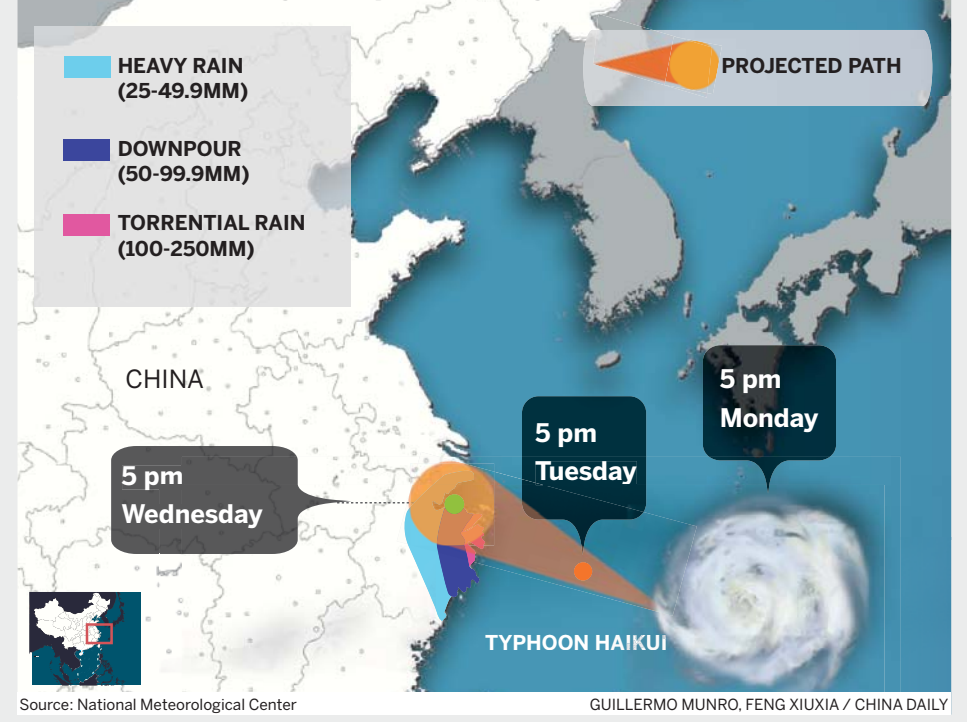 HEAVY RAIN
(25-49.9MM)
DOWNPOUR
(50-99.9MM)
TORRENTIAL RAIN
(100-250MM)
PROJECTED PATH
CHINA
5 pm
Monday
5 pm
Tuesday
5 pm
Wednesday
TYPHOON HAIKUI
Source: National Meteorological Center
GUILLERMO MUNRO, FENG XIUXIA / CHINA DAILY